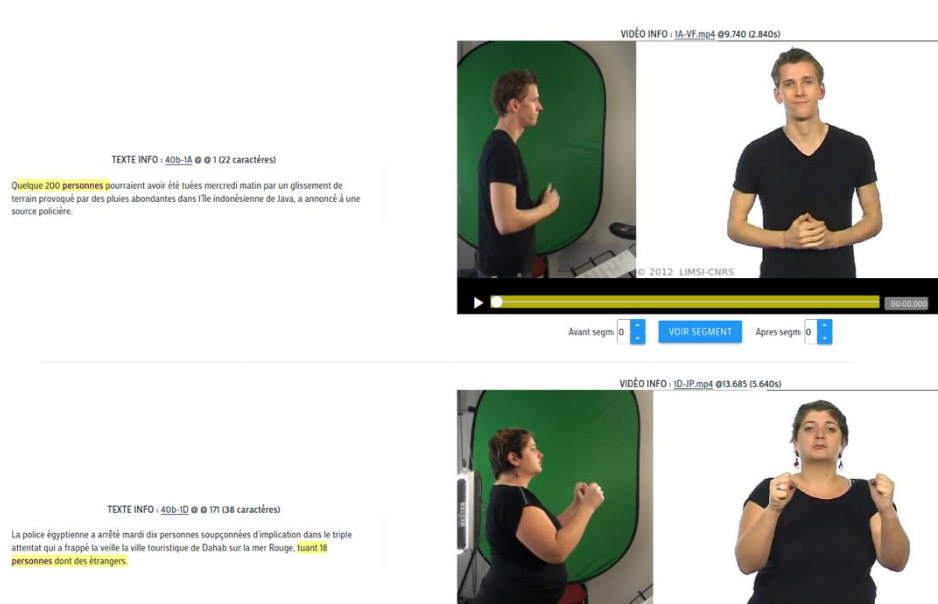 VIDÉO INFO : 1A-VF.mp4 @9.740 (2.840s)
TEXTE INFO : 40b-1A @ @ 1 (22 caractères)
Quelque 200 personnes pourraient avoir été tuées mercredi matin par un glissement de
terrain provoqué par des pluies abondantes dans l'île indonésienne de Java, a annoncé à une
source policière.
© 2012 LIMSI-CNRS
00:00.000
Avant segm: 0 VOIR SEGMENT Apres segm: 0
VIDÉO INFO : 1D-JP.mp4 @13.685 (5.640s)
TEXTE INFO : 40b-1D @ @ 171 (38 caractères)
La police égyptienne a arrêté mardi dix personnes soupçonnées d'implication dans le triple
attentat qui a frappé la veille la ville touristique de Dahab sur la mer Rouge, tuant 18
personnes dont des étrangers.